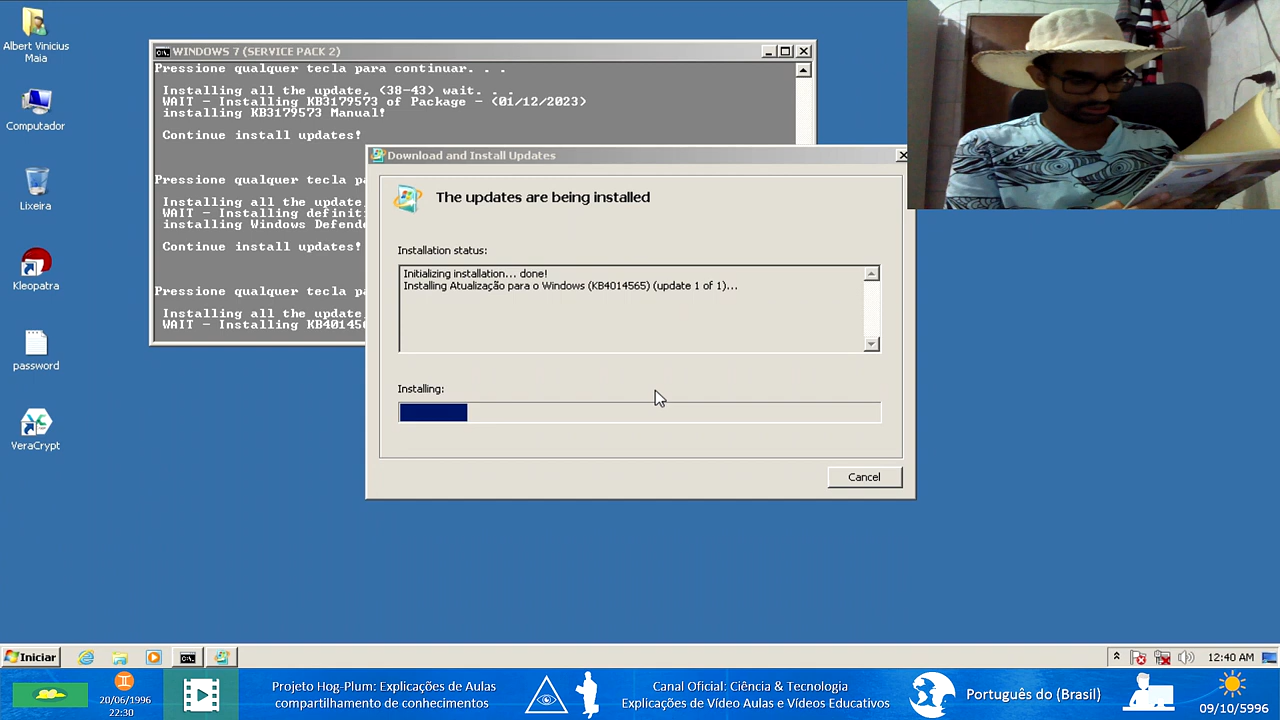 Albert Vinicius
Maia
Computador
Lixeira
Kleopatra
password
VeraCrypt
WINDOWS 7 (SERVICE PACK 2)
Pressione qualquer tecla para continuar. . .
Installing all the update, (38-43) wait. . .
WAIT - Installing KB3179573 of Package - (01/12/2023)
installing KB3179573 Manual!
Continue install updates!
Pressione qualquer tecla
Installing all the update
WAIT - Installing
installing Windows
Continue install updates!
Pressione qualquer tecla
Installing all the update
WAIT - Installing
Download and Install Updates
The updates are being installed
Installation status:
Initializing installation... done!
Installing Atualização para o Windows (KB4014565) (update 1 of 1)...
Installing:
Cancel
Iniciar
12:40 AM
20/06/1996
22:30
Projeto Hog-Plum: Explicações de Aulas
compartilhamento de conhecimentos
Canal Oficial: Ciência & Tecnologia
Explicações de Vídeo Aulas e Vídeos Educativos
Português do (Brasil)
09/10/5996